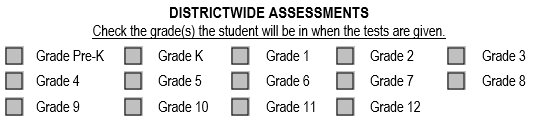 DISTRICTWIDE ASSESSMENTS
Check the grade(s) the student will be in when the tests are given.
Grade Pre-K Grade K Grade 1 Grade 2 Grade 3
Grade 4 Grade 5 Grade 6 Grade 7 Grade 8
Grade 9 Grade 10 Grade 11 Grade 12